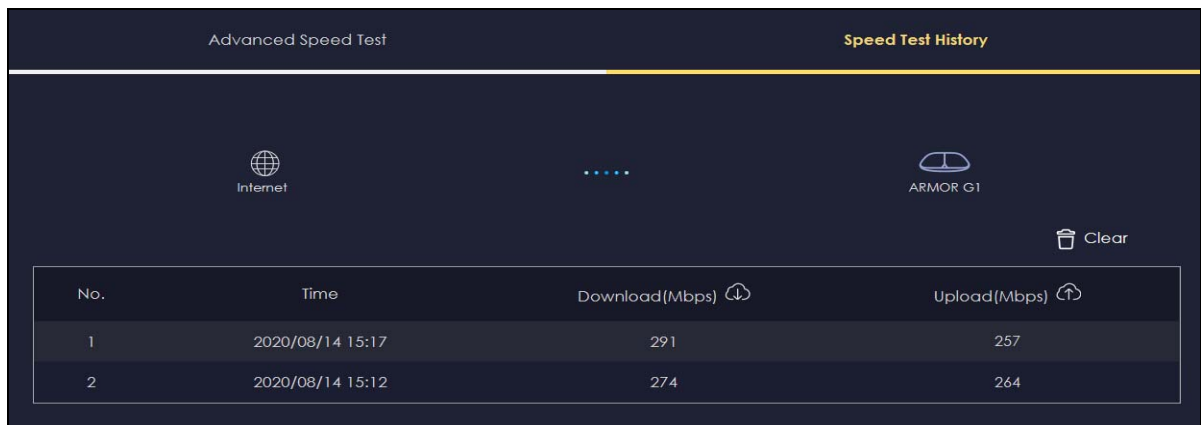 Advanced Speed Test Speed Test History
Internet ARMOR G1
Clear
No. Time Download(Mbps) Upload(Mbps)
1 2020/08/14 15:17 291 257
2 2020/08/14 15:12 274 264